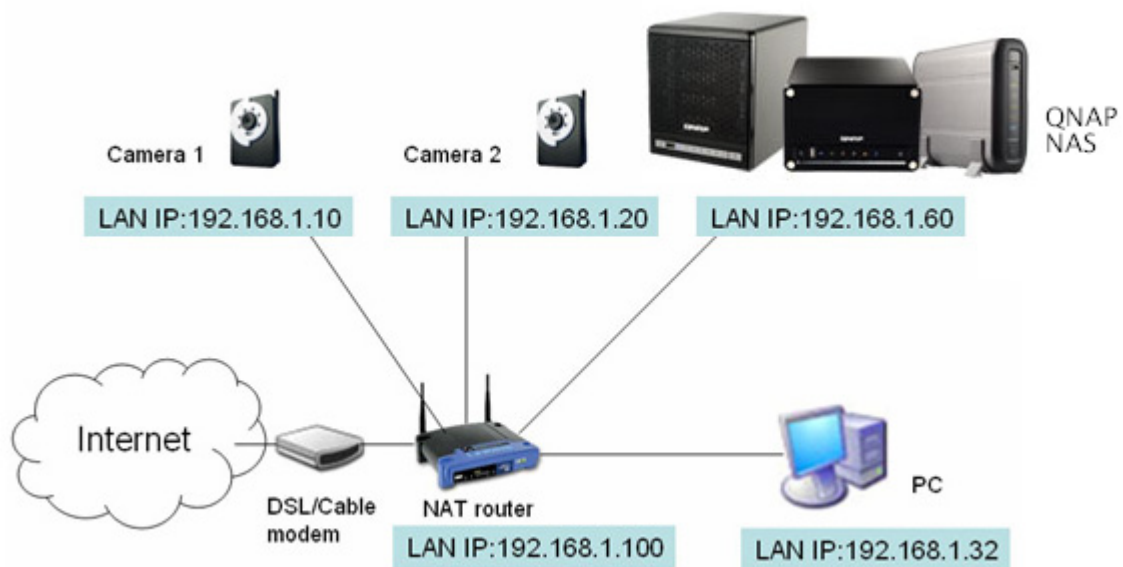 QNAP
NAS
Camera 1
Camera 2
LAN IP:192.168.1.10
LAN IP:192.168.1.20
LAN IP:192.168.1.60
Internet
DSL/Cable
modem
NAT router
PC
LAN IP:192.168.1.100
LAN IP:192.168.1.32